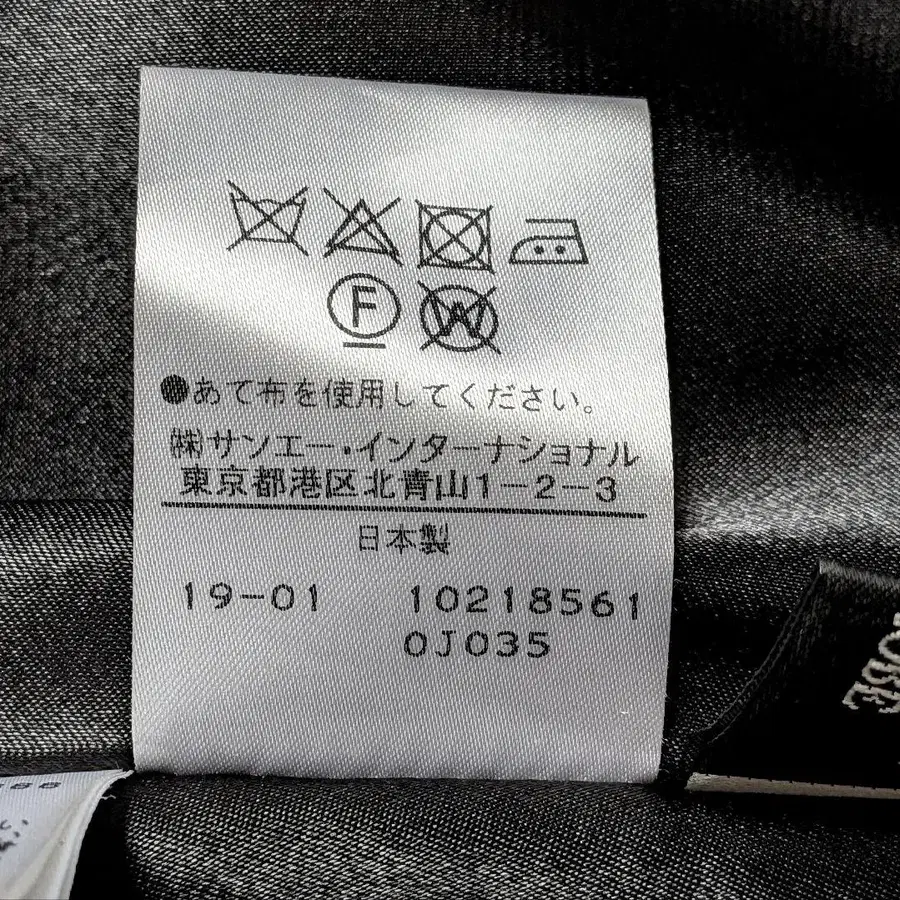 F
W
●あて布を使用してください。
㈱サンエー・インターナショナル
東京都港区北青山1-2-3
日本製
19-01 10218561
0J035